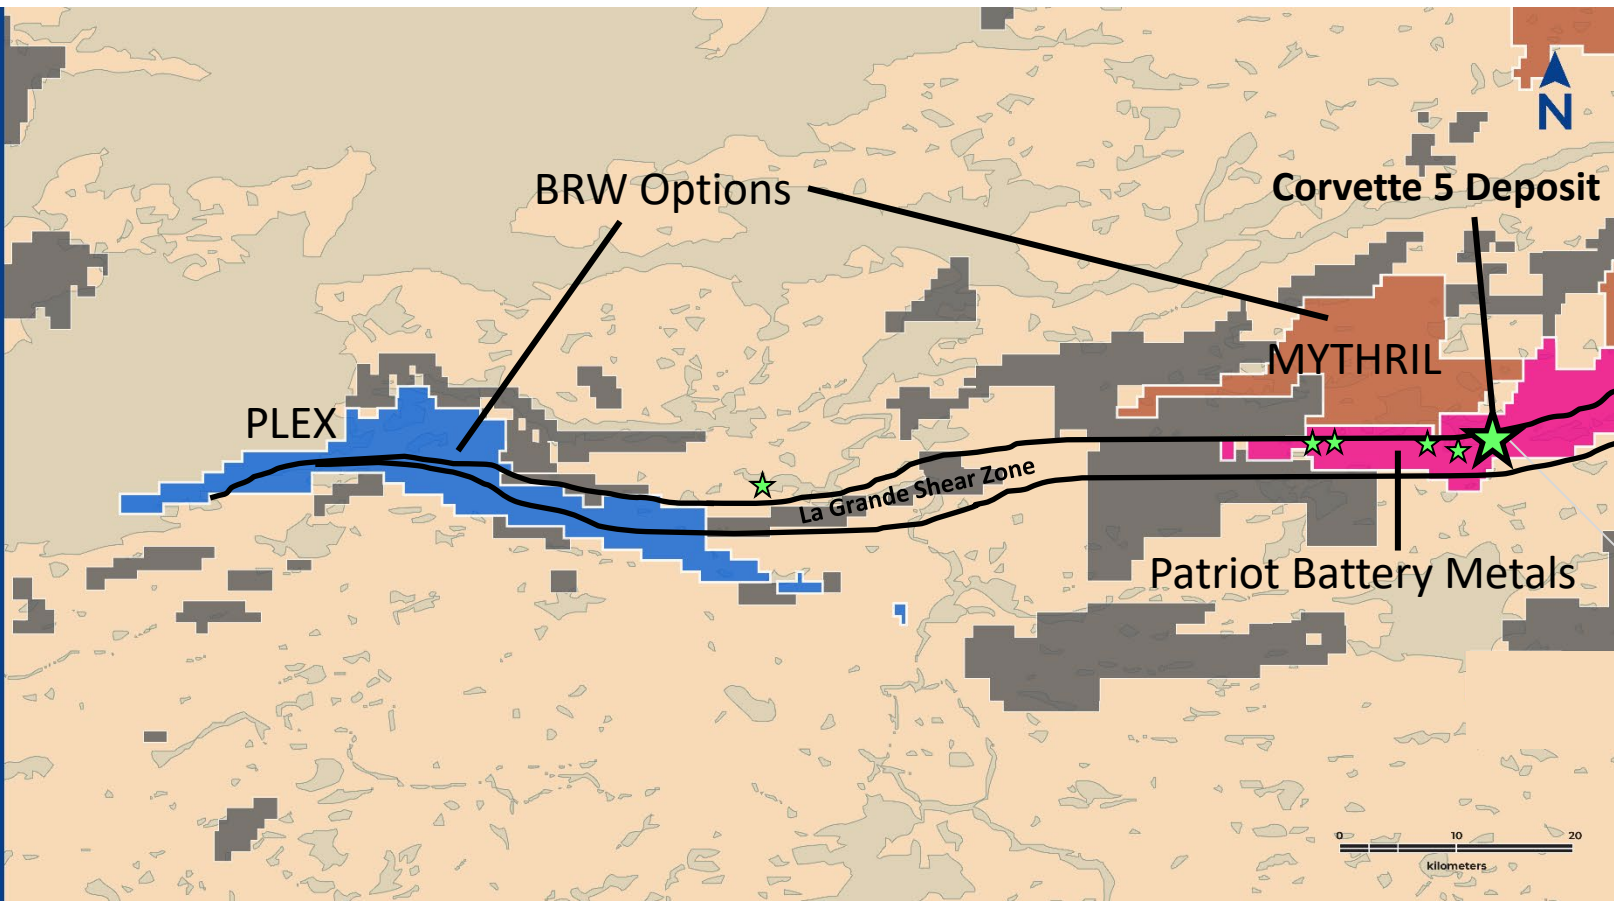 N
BRW Options
Corvette 5 Deposit
MYTHRIL
PLEX
La Grande Shear Zone
Patriot Battery Metals
0 10 20
kilometers